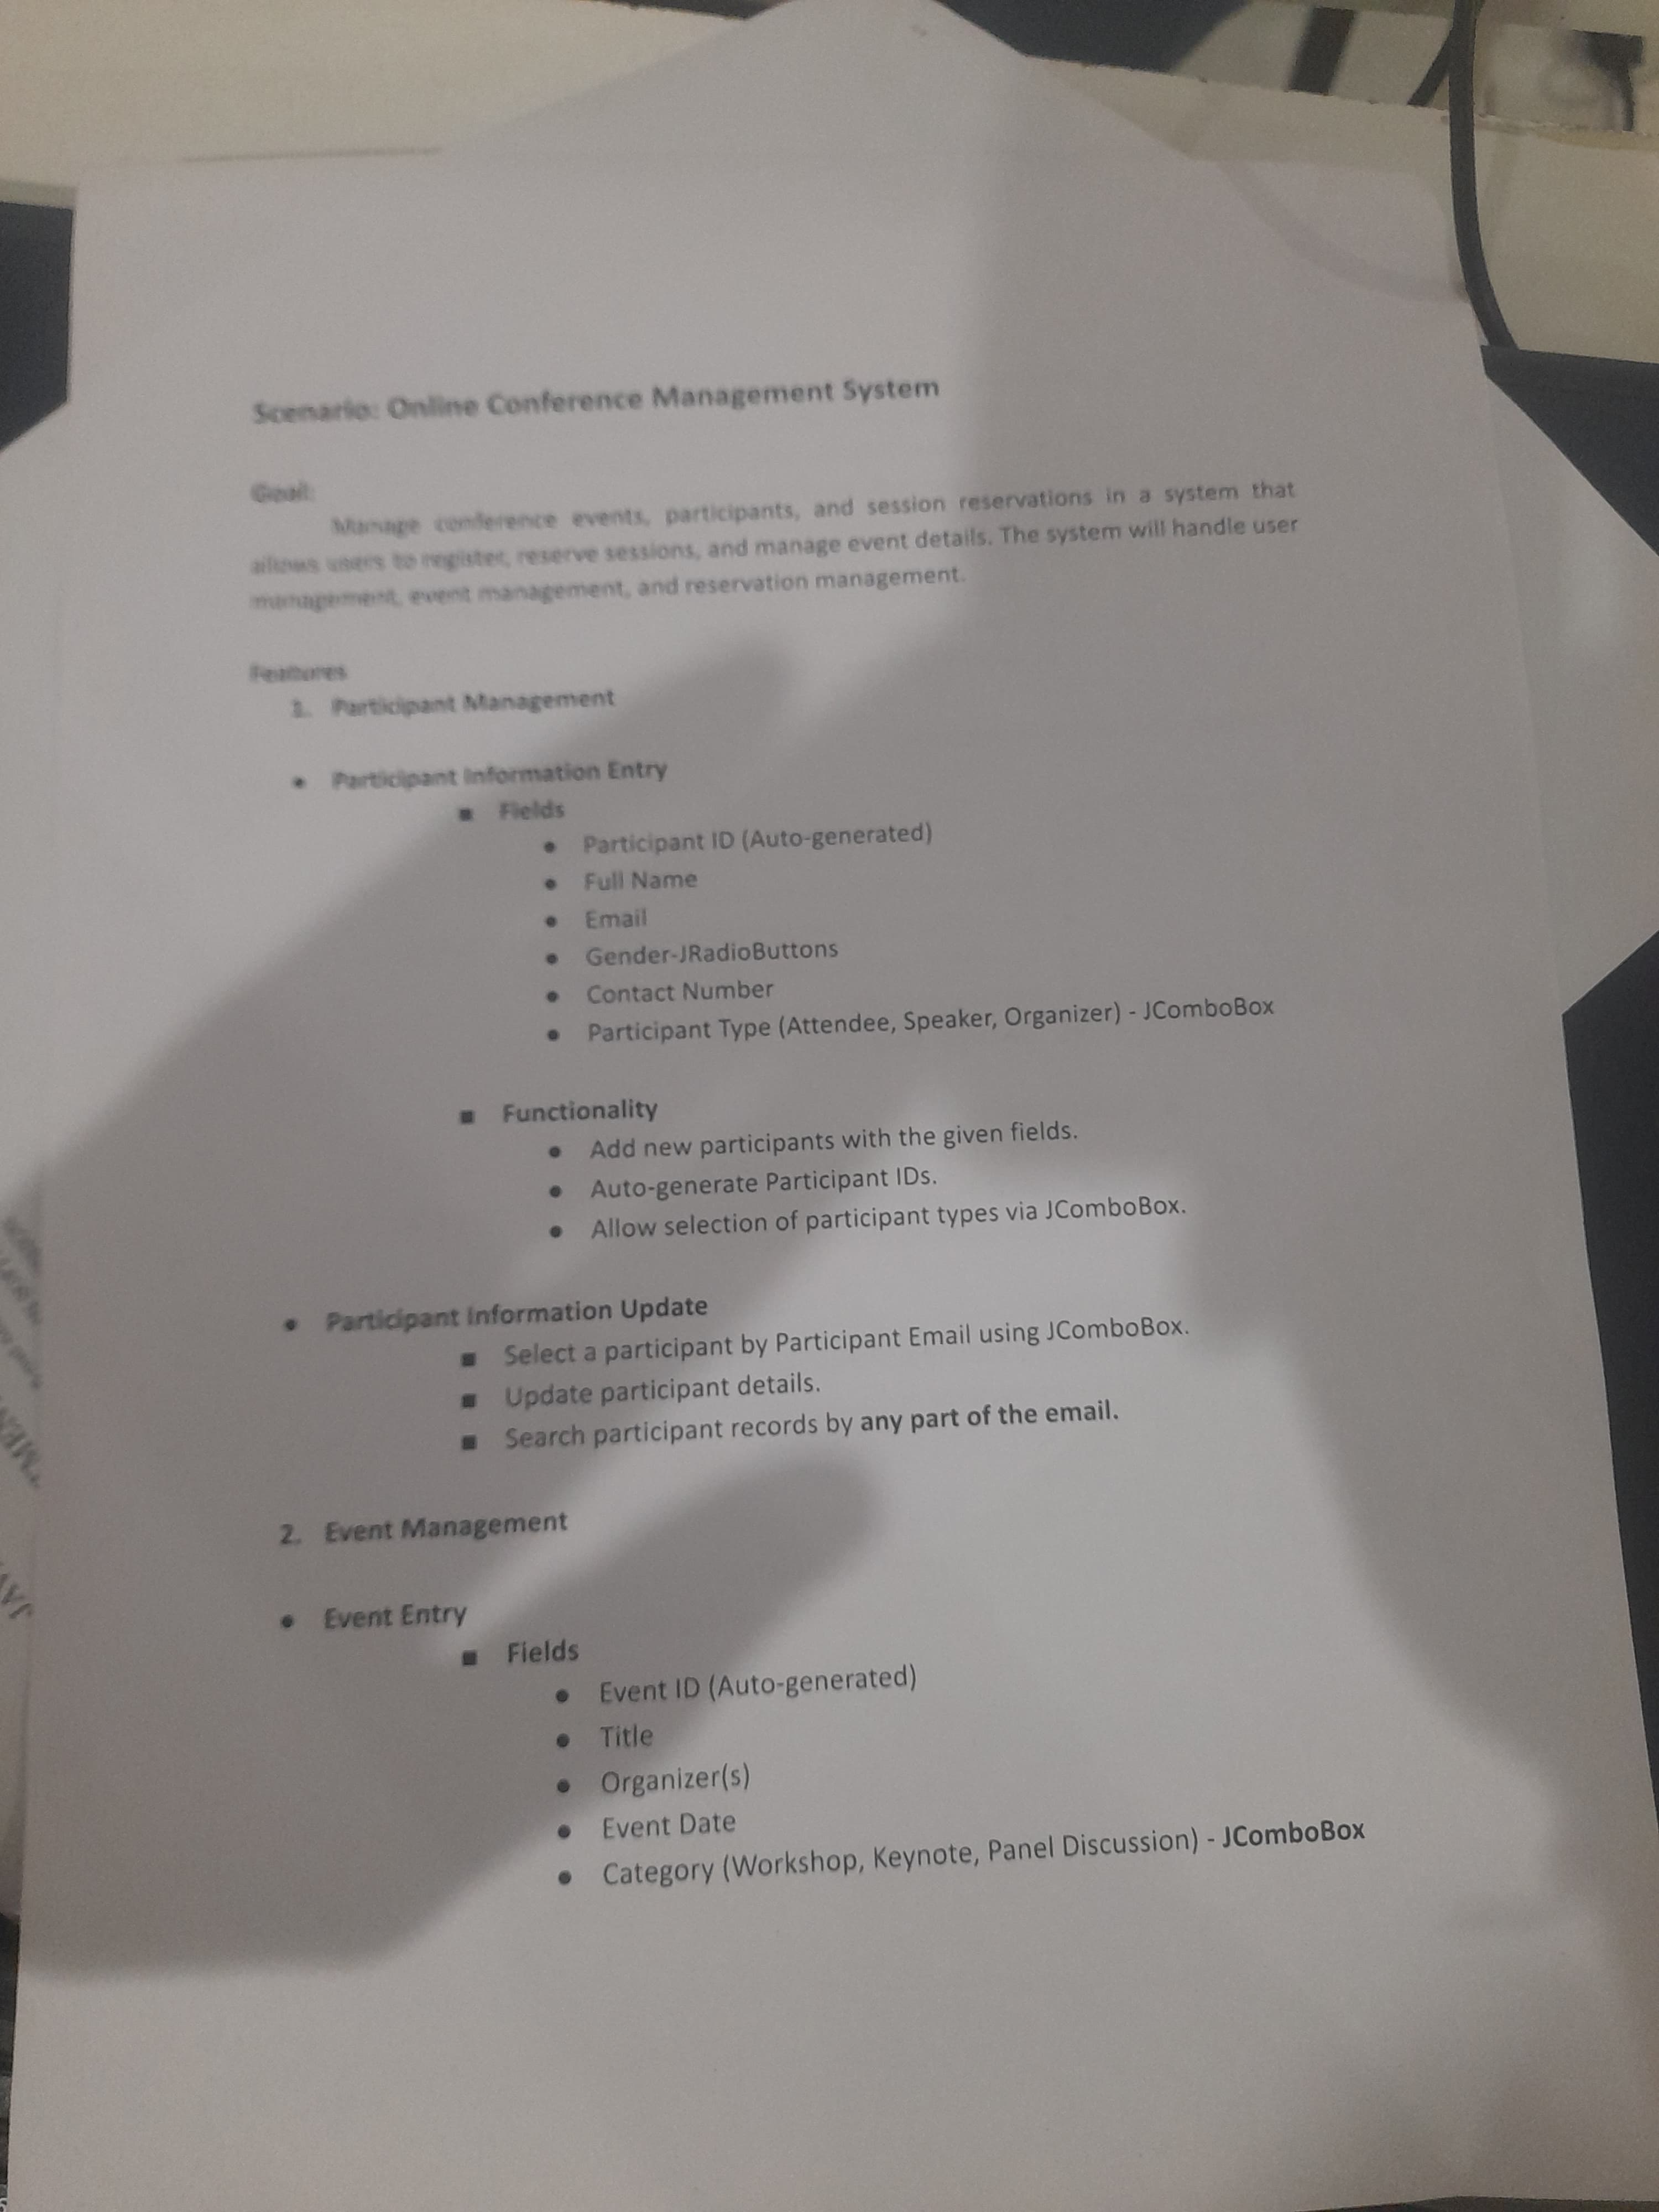 Scenario: Online Conference Management System
Goal:
Manage conference events, participants, and session reservations in a system that
allows users to register, reserve sessions, and manage event details. The system will handle user
management, event management, and reservation management.
Features
1. Participant Management
• Participant Information Entry
▪ Fields
• Participant ID (Auto-generated)
• Full Name
• Email
• Gender-JRadioButtons
• Contact Number
• Participant Type (Attendee, Speaker, Organizer) - JComboBox
▪ Functionality
• Add new participants with the given fields.
• Auto-generate Participant IDs.
• Allow selection of participant types via JComboBox.
• Participant Information Update
▪ Select a participant by Participant Email using JComboBox.
▪ Update participant details.
▪ Search participant records by any part of the email.
2. Event Management
• Event Entry
▪ Fields
• Event ID (Auto-generated)
• Title
• Organizer(s)
• Event Date
• Category (Workshop, Keynote, Panel Discussion) - JComboBox